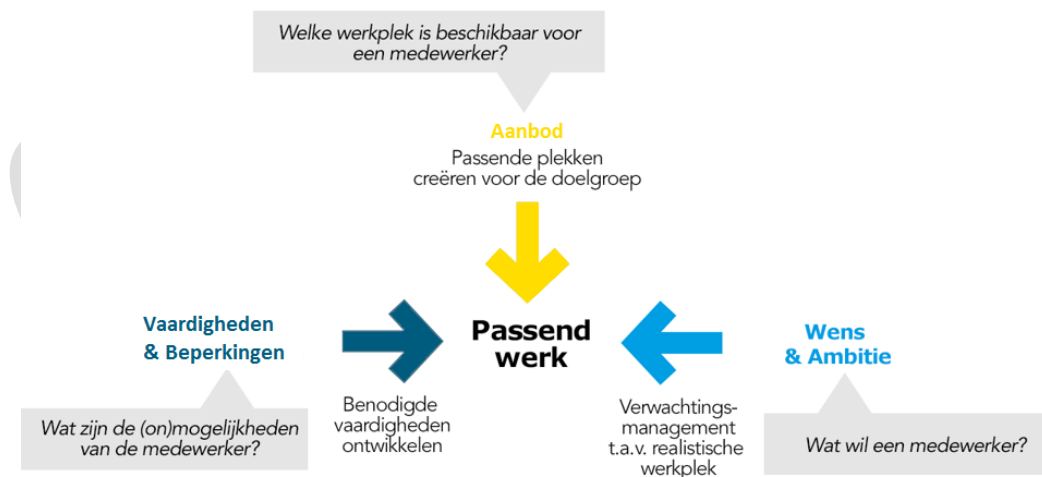 Welke werkplek is beschikbaar voor
een medewerker?
Aanbod
Passende plekken
creëren voor de doelgroep
Vaardigheden
& Beperkingen
Passend
werk
Wens
& Ambitie
Wat zijn de (on)mogelijkheden
van de medewerker?
Benodigde
vaardigheden
ontwikkelen
Verwachtings-
management
t.a.v. realistische
werkplek
Wat wil een medewerker?